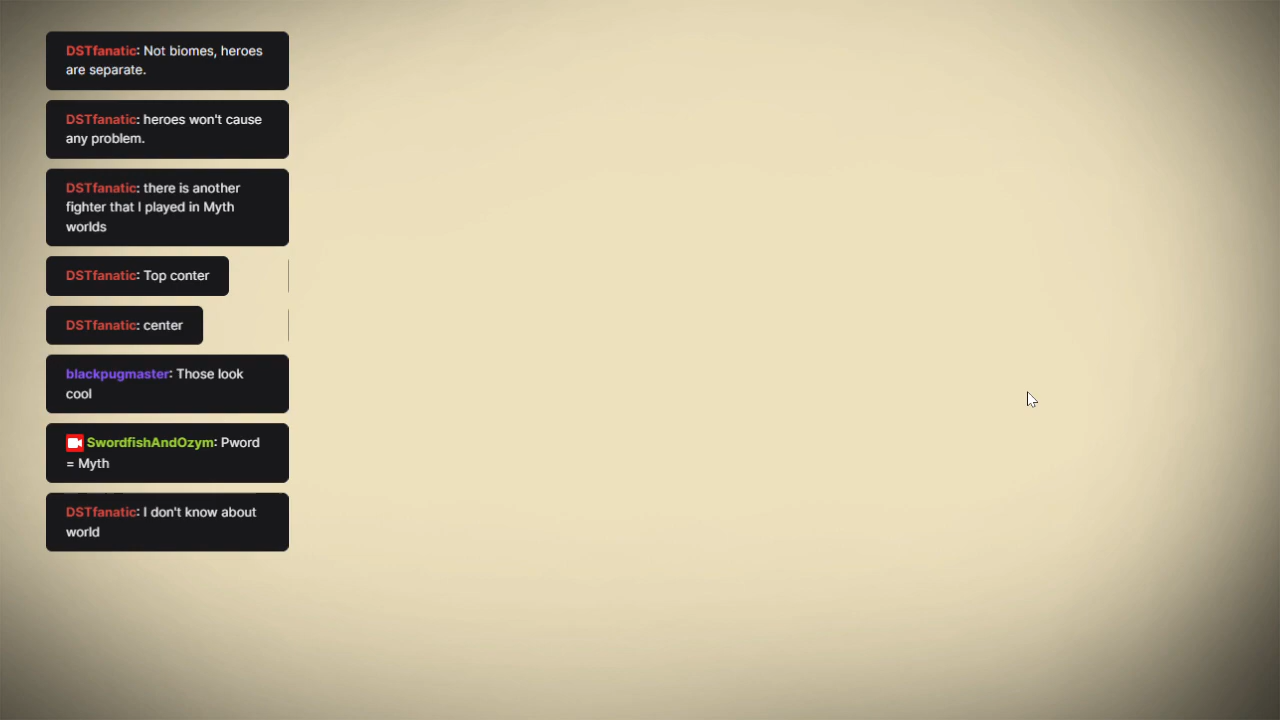 DSTfanatic: Not biomes, heroes
are separate.
DSTfanatic: heroes won't cause
any problem.
DSTfanatic: there is another
fighter that I played in Myth
worlds
DSTfanatic: Top conter
DSTfanatic: center
blackpugmaster: Those look
cool
SwordfishAndOzym: Pword
= Myth
DSTfanatic: I don't know about
world